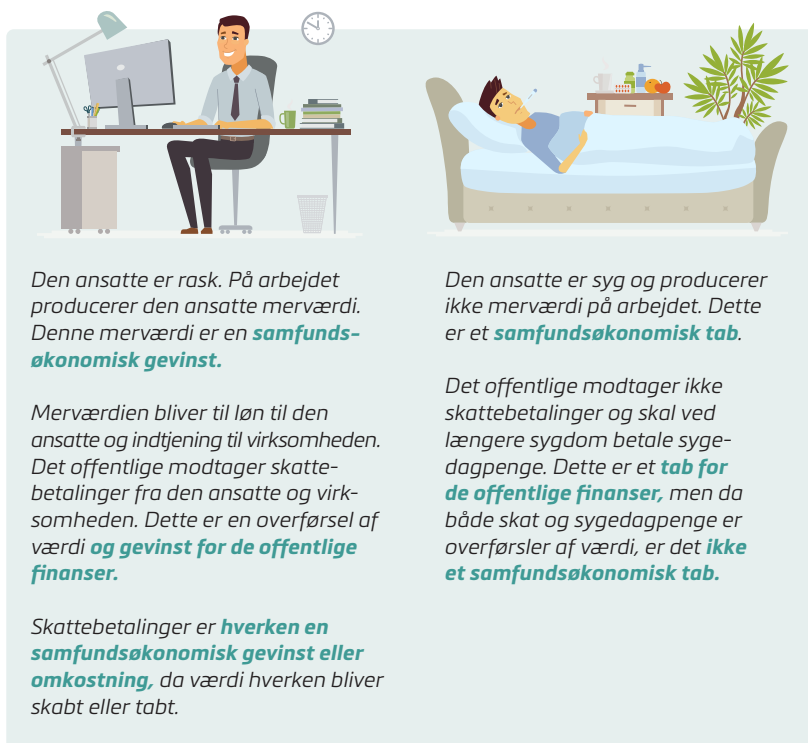 Den ansatte er rask. På arbejdet
producerer den ansatte merværdi.
Denne merværdi er en samfunds-
økonomisk gevinst.
Merværdien bliver til løn til den
ansatte og indtjening til virksomheden.
Det offentlige modtager skatte-
betalinger fra den ansatte og virk-
somheden. Dette er en overførsel af
værdi og gevinst for de offentlige
finanser.
Skattebetalinger er hverken en
samfundsøkonomisk gevinst eller
omkostning, da værdi hverken bliver
skabt eller tabt.
Den ansatte er syg og producerer
ikke merværdi på arbejdet. Dette
er et samfundsøkonomisk tab.
Det offentlige modtager ikke
skattebetalinger og skal ved
længere sygdom betale syge-
dagpenge. Dette er et tab for
de offentlige finanser, men da
både skat og sygedagpenge er
overførsler af værdi, er det ikke
et samfundsøkonomisk tab.